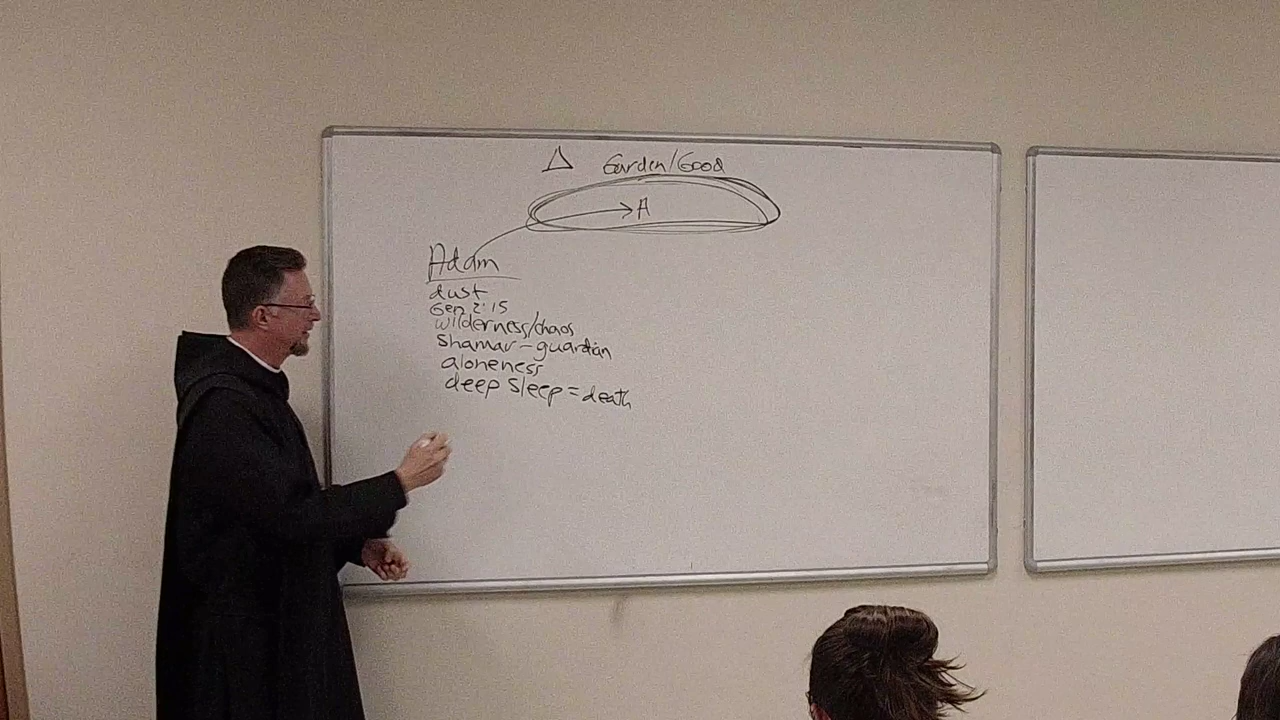 Δ Garden/Good
A
Adam
dust
Gen 2:15
wilderness/chaos
shamar - guardian
aloneness
deep sleep = death